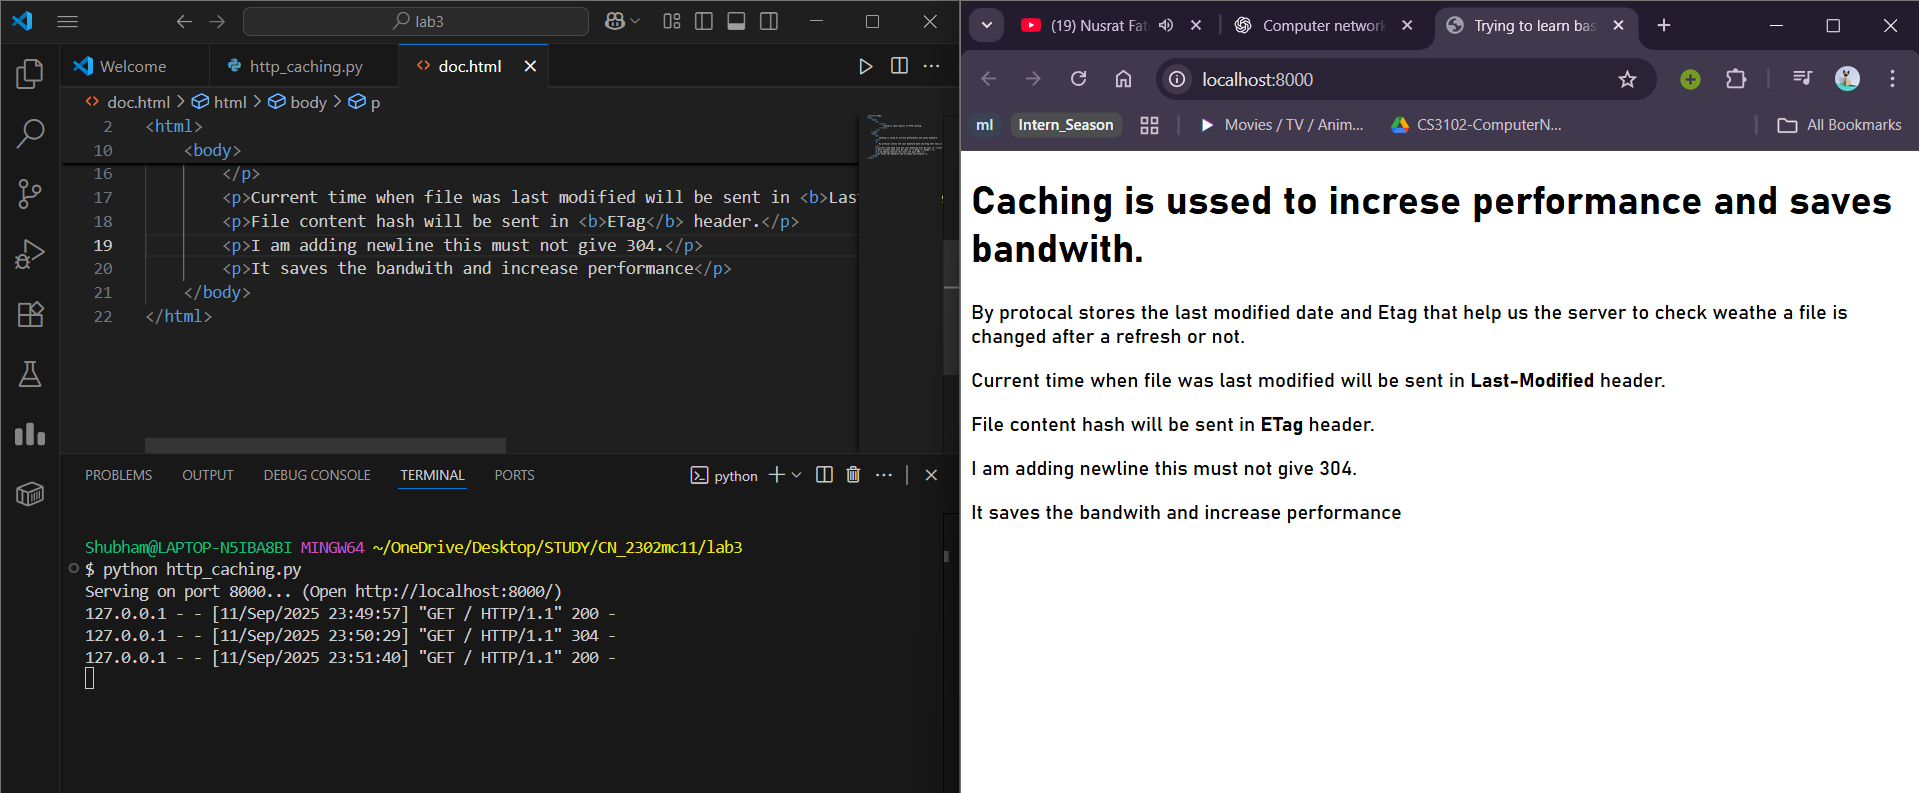 lab3
Welcome
http_caching.py
doc.html
doc.html > html > body > p
2 <html>
10 <body>
16 </p>
17 <p>Current time when file was last modified will be sent in <b>Las
18 <p>File content hash will be sent in <b>ETag</b> header.</p>
19 <p>I am adding newline this must not give 304.</p>
20 <p>It saves the bandwith and increase performance</p>
21 </body>
22 </html>
PROBLEMS OUTPUT DEBUG CONSOLE TERMINAL PORTS
python
Shubham@LAPTOP-N5IBA8BI MINGW64 ~/OneDrive/Desktop/STUDY/CN_2302mc11/lab3
$ python http_caching.py
Serving on port 8000... (Open http://localhost:8000/)
127.0.0.1 - - [11/Sep/2025 23:49:57] "GET / HTTP/1.1" 200 -
127.0.0.1 - - [11/Sep/2025 23:50:29] "GET / HTTP/1.1" 304 -
127.0.0.1 - - [11/Sep/2025 23:51:40] "GET / HTTP/1.1" 200 -
(19) Nusrat Fat
Computer network
Trying to learn bas
localhost:8000
ml
Intern_Season
Movies / TV / Anim...
CS3102-ComputerN...
All Bookmarks
Caching is ussed to increse performance and saves
bandwith.
By protocal stores the last modified date and Etag that help us the server to check weathe a file is
changed after a refresh or not.
Current time when file was last modified will be sent in Last-Modified header.
File content hash will be sent in ETag header.
I am adding newline this must not give 304.
It saves the bandwith and increase performance